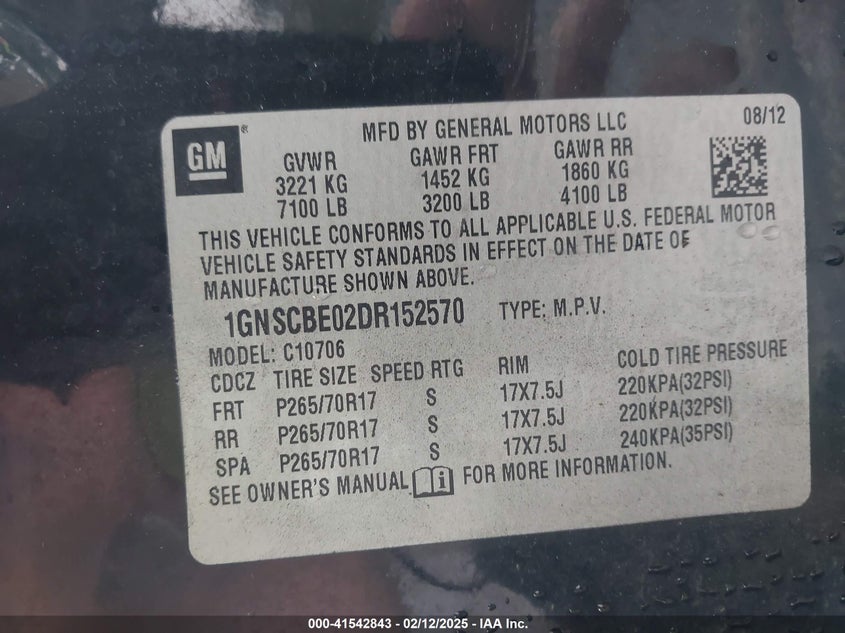 MFD BY GENERAL MOTORS LLC 08/12
GM®
GVWR GAWR FRT GAWR RR
3221 KG 1452 KG 1860 KG
7100 LB 3200 LB 4100 LB
THIS VEHICLE CONFORMS TO ALL APPLICABLE U.S. FEDERAL MOTOR
VEHICLE SAFETY STANDARDS IN EFFECT ON THE DATE OF
MANUFACTURE SHOWN ABOVE.
1GNSCBE02DR152570 TYPE: M.P.V.
MODEL: C10706
CDCZ TIRE SIZE SPEED RTG RIM COLD TIRE PRESSURE
FRT P265/70R17 S 17X7.5J 220KPA(32PSI)
RR P265/70R17 S 17X7.5J 220KPA(32PSI)
SPA P265/70R17 S 17X7.5J 240KPA(35PSI)
SEE OWNER'S MANUAL FOR MORE INFORMATION.
000-41542843 - 02/12/2025 - IAA Inc.